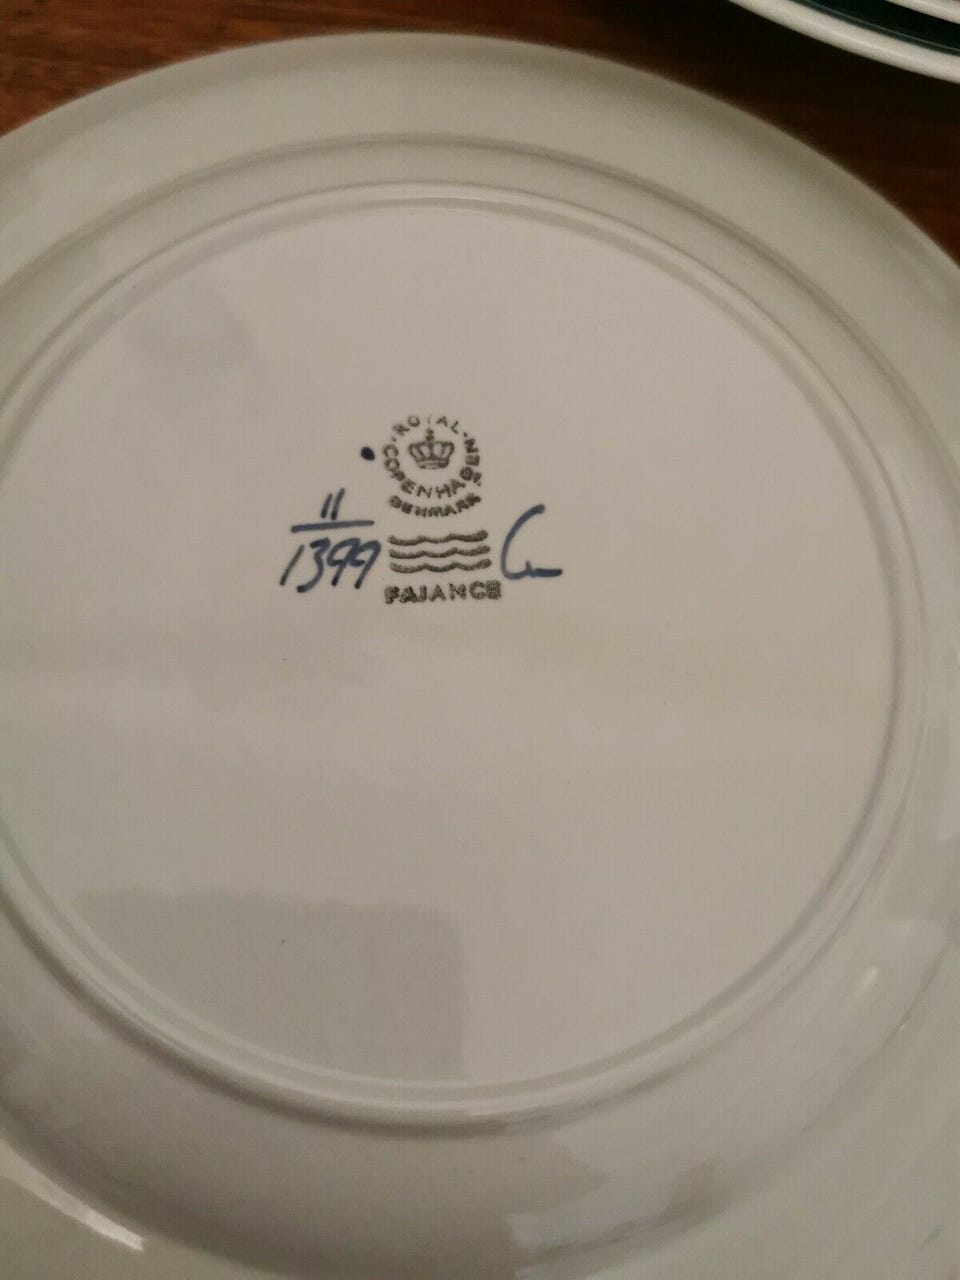 ROYAL
COPENHAGEN
DENMARK
11
1399
FAJANCE